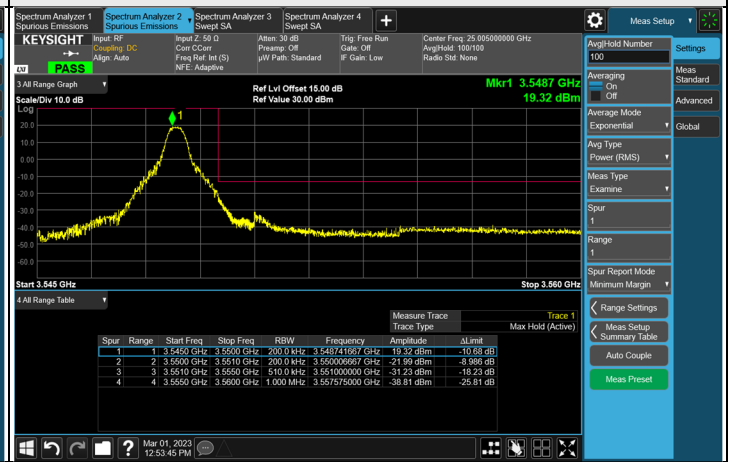 Spectrum Analyzer 1
Spurious Emissions
Spectrum Analyzer 2
Spurious Emissions
Spectrum Analyzer 3
Swept SA
Spectrum Analyzer 4
Swept SA
Meas Setup
KEYSIGHT
LXI
PASS
Input: RF
Coupling: DC
Align: Auto
Input Z: 50 Ω
Corr CCorr
Freq Ref: Int (S)
NFE: Adaptive
Atten: 30 dB
Preamp: Off
µW Path: Standard
Trig: Free Run
Gate: Off
IF Gain: Low
Center Freq: 25.005000000 GHz
Avg|Hold: 100/100
Radio Std: None
3 All Range Graph
Scale/Div 10.0 dB
Ref Lvl Offset 15.00 dB
Ref Value 30.00 dBm
Mkr1 3.5487 GHz
19.32 dBm
Log
1
20.0
10.0
0.00
-10.0
-20.0
-30.0
-40.0
-50.0
-60.0
Start 3.545 GHz
Stop 3.560 GHz
4 All Range Table
Measure Trace Trace 1
Trace Type Max Hold (Active)
Spur Range Start Freq Stop Freq RBW Frequency Amplitude ΔLimit
1 1 3.5450 GHz 3.5500 GHz 200.0 kHz 3.548741667 GHz 19.32 dBm -10.68 dB
2 2 3.5500 GHz 3.5510 GHz 200.0 kHz 3.550006667 GHz -21.99 dBm -8.986 dB
3 3 3.5510 GHz 3.5550 GHz 510.0 kHz 3.551000000 GHz -31.23 dBm -18.23 dB
4 4 3.5550 GHz 3.5600 GHz 1.000 MHz 3.557575000 GHz -38.81 dBm -25.81 dB
Avg|Hold Number
100
Averaging
On
Off
Average Mode
Exponential
Avg Type
Power (RMS)
Meas Type
Examine
Spur
1
Range
1
Spur Report Mode
Minimum Margin
Range Settings
Meas Setup
Summary Table
Auto Couple
Meas Preset
Settings
Meas
Standard
Advanced
Global
Mar 01, 2023
12:53:45 PM